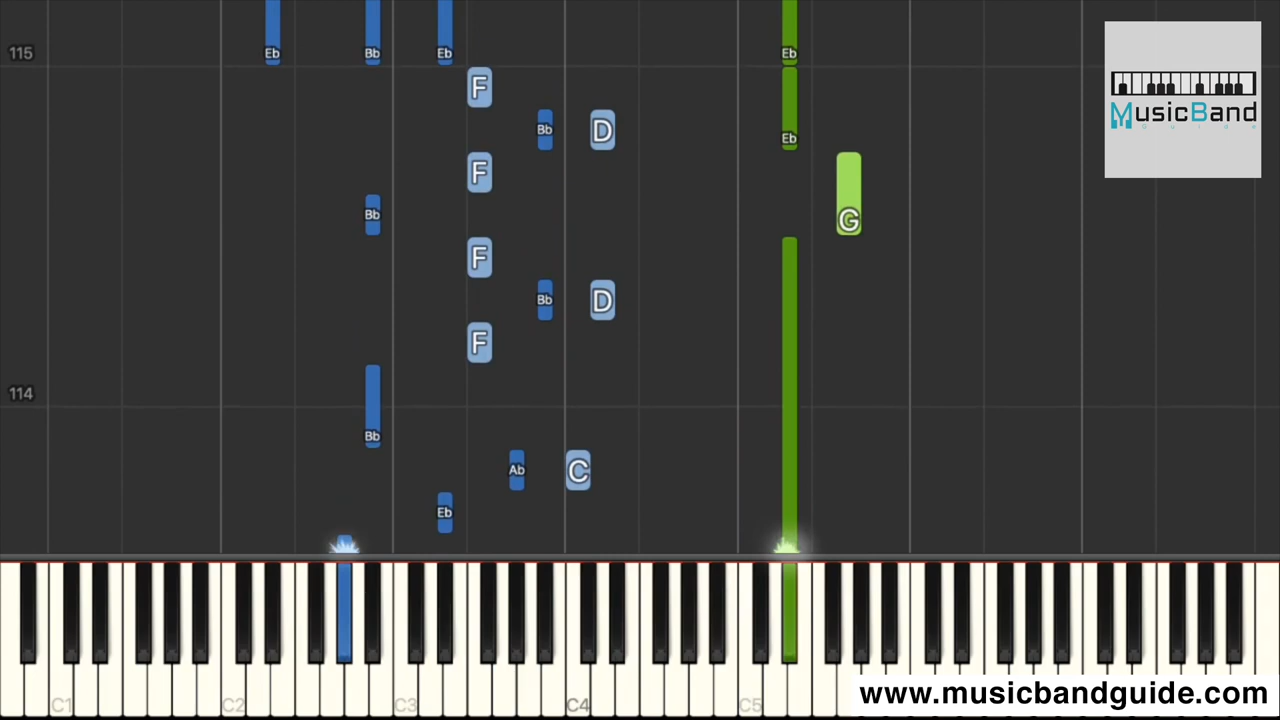 115
Eb Bb Eb Eb
F
Bb D Eb
MusicBand
F
Bb G
F
Bb D
F
114
Bb
Ab C
Eb
C1 C2 C3 C4 C5
www.musicbandguide.com